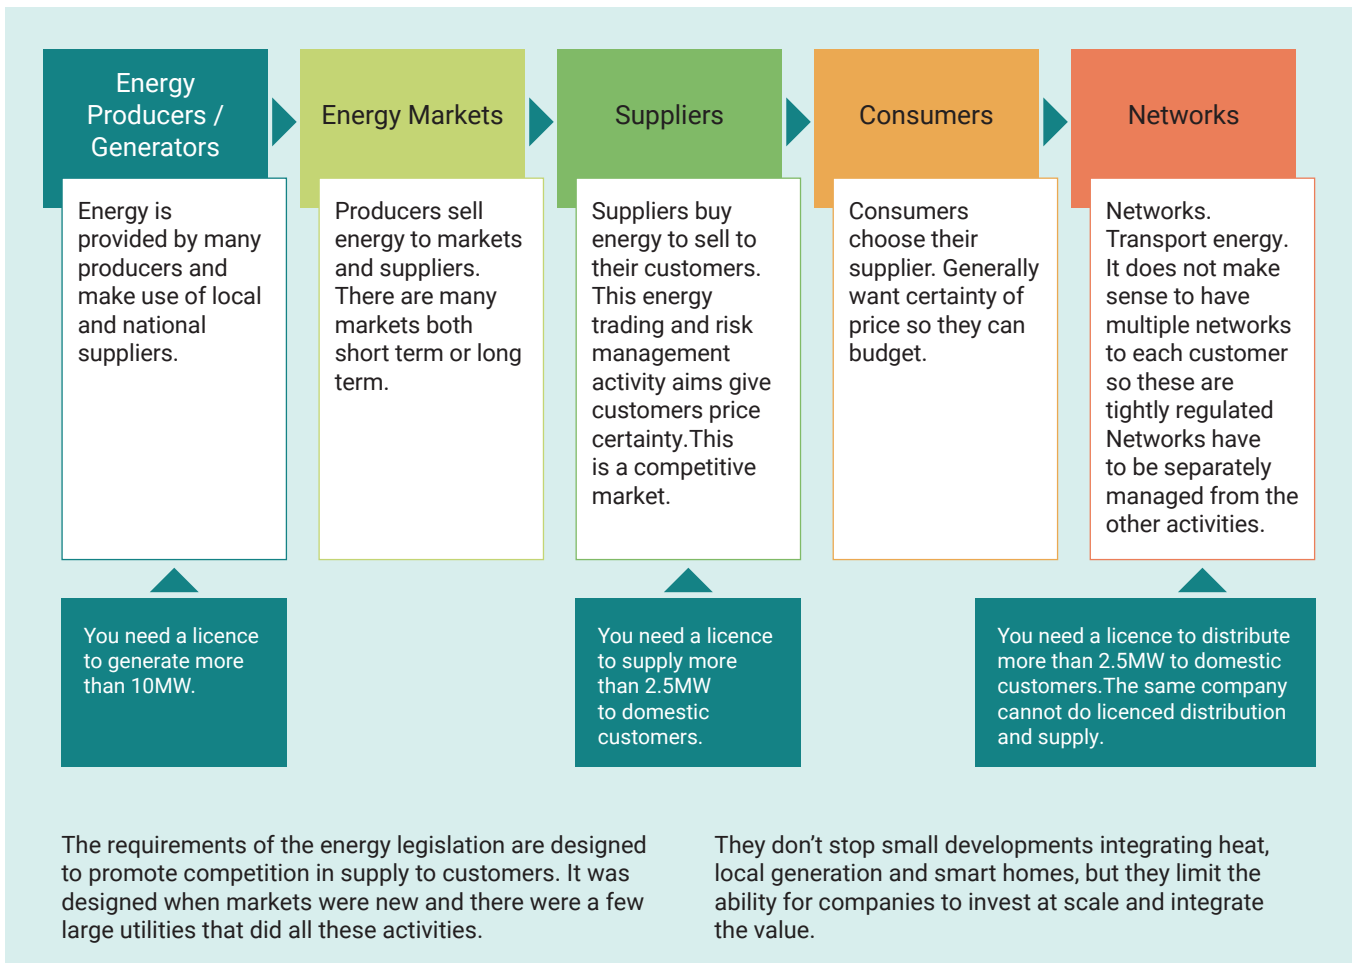 Energy
Producers /
Generators
Energy Markets
Suppliers
Consumers
Networks
Energy is
provided by many
producers and
make use of local
and national
suppliers.
Producers sell
energy to markets
and suppliers.
There are many
markets both
short term or long
term.
Suppliers buy
energy to sell to
their customers.
This energy
trading and risk
management
activity aims give
customers price
certainty.This
is a competitive
market.
Consumers
choose their
supplier. Generally
want certainty of
price so they can
budget.
Networks.
Transport energy.
It does not make
sense to have
multiple networks
to each customer
so these are
tightly regulated
Networks have
to be separately
managed from the
other activities.
You need a licence
to generate more
than 10MW.
You need a licence
to supply more
than 2.5MW
to domestic
customers.
You need a licence to distribute
more than 2.5MW to domestic
customers.The same company
cannot do licenced distribution
and supply.
The requirements of the energy legislation are designed
to promote competition in supply to customers. It was
designed when markets were new and there were a few
large utilities that did all these activities.
They don’t stop small developments integrating heat,
local generation and smart homes, but they limit the
ability for companies to invest at scale and integrate
the value.